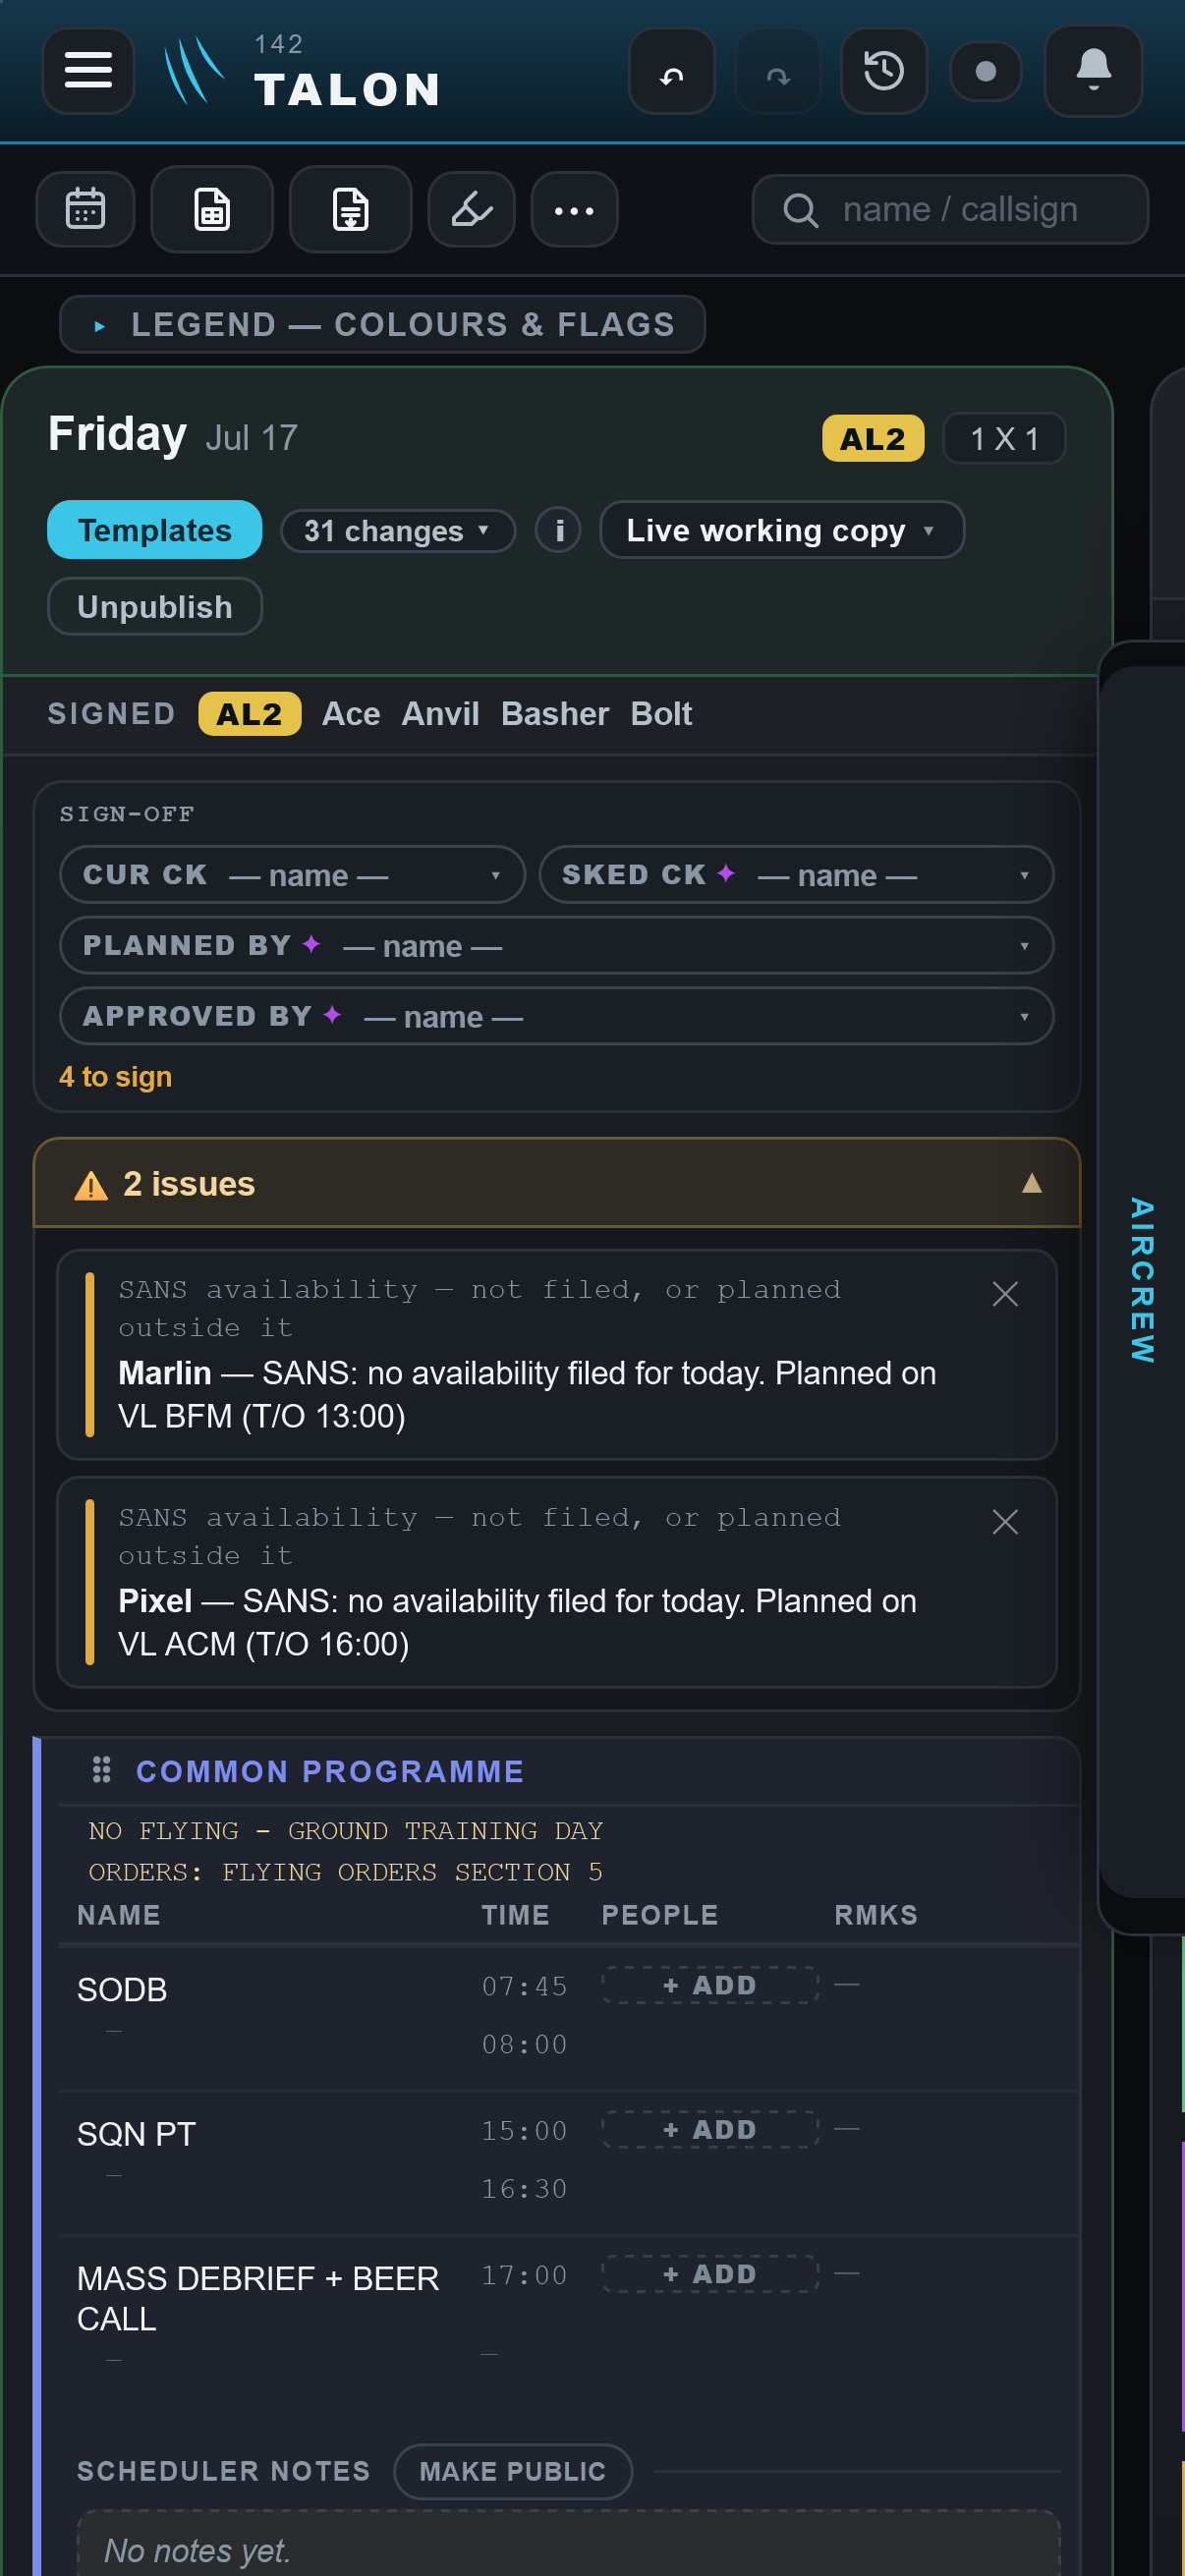 142
TALON
name / callsign
LEGEND — COLOURS & FLAGS
Friday Jul 17 AL2 1 X 1
Templates 31 changes i Live working copy
Unpublish
SIGNED AL2 Ace Anvil Basher Bolt
SIGN-OFF
CUR CK — name — SKED CK — name —
PLANNED BY — name —
APPROVED BY — name —
4 to sign
2 issues
SANS availability — not filed, or planned
outside it
Marlin — SANS: no availability filed for today. Planned on
VL BFM (T/O 13:00)
SANS availability — not filed, or planned
outside it
Pixel — SANS: no availability filed for today. Planned on
VL ACM (T/O 16:00)
AIRCREW
COMMON PROGRAMME
NO FLYING - GROUND TRAINING DAY
ORDERS: FLYING ORDERS SECTION 5
NAME TIME PEOPLE RMKS
SODB 07:45 + ADD —
— 08:00
SQN PT 15:00 + ADD —
— 16:30
MASS DEBRIEF + BEER 17:00 + ADD —
CALL
— —
SCHEDULER NOTES MAKE PUBLIC
No notes yet.